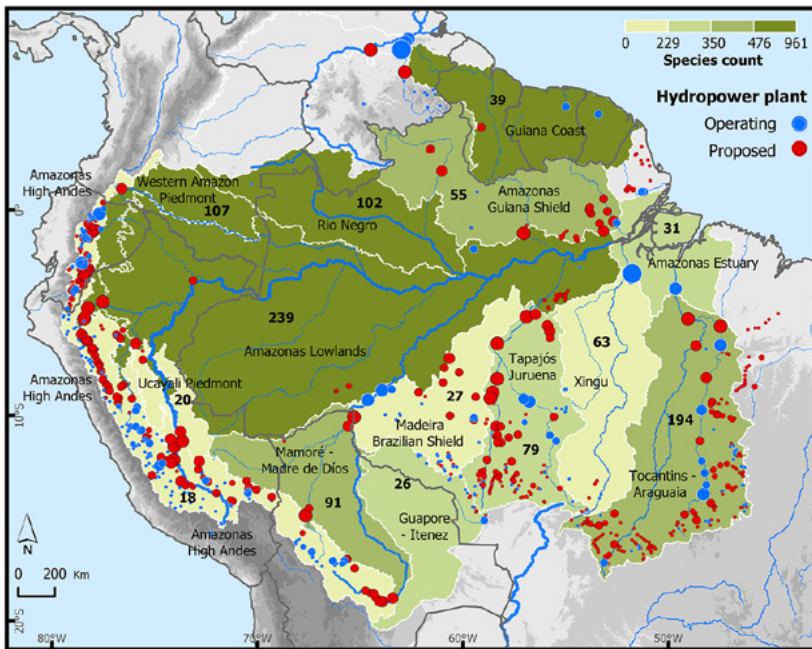 0 229 350 476 961
Species count
Hydropower plant
Operating
Proposed
39
Guiana Coast
Amazonas
High Andes
Western Amazon
Piedmont
107
102
Rio Negro
55
Amazonas
Guiana Shield
31
Amazonas Estuary
0°
239
Amazonas Lowlands
63
Xingu
Tapajós
Juruena
79
27
Madeira
Brazilian Shield
Amazonas
High Andes
Ucayali Piedmont
20
10°S
194
Tocantins -
Araguaia
Mamoré -
Madre de Díos
91
26
Guapore
- Itenez
18
Amazonas
High Andes
N
0 200 Km
20°S
80°W 70°W 60°W 50°W